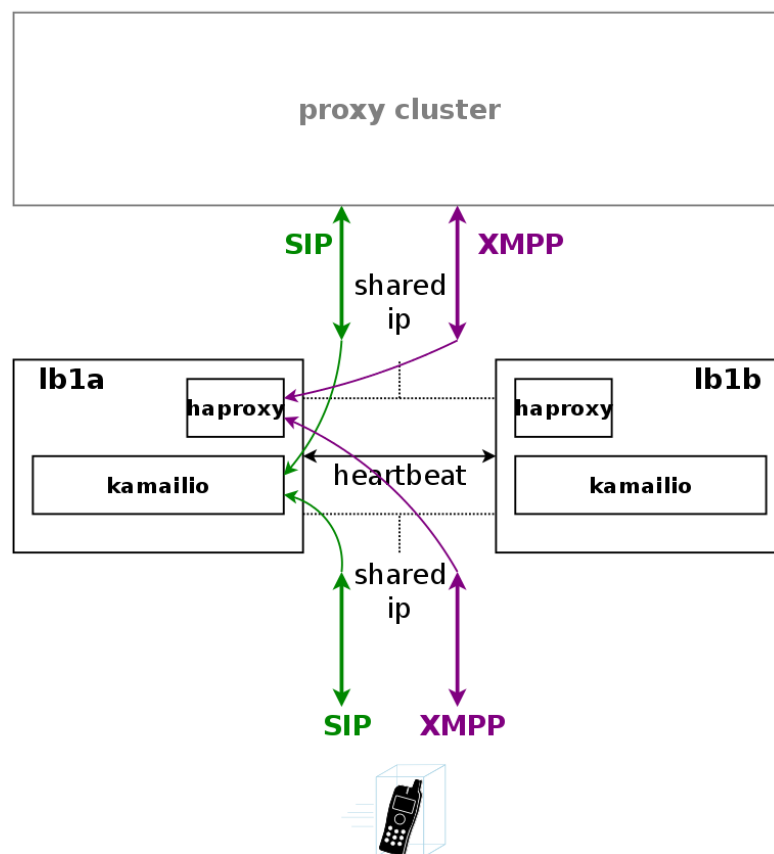 proxy cluster
SIP
XMPP
shared
ip
lb1a
lb1b
haproxy
haproxy
heartbeat
kamailio
kamailio
shared
ip
SIP
XMPP